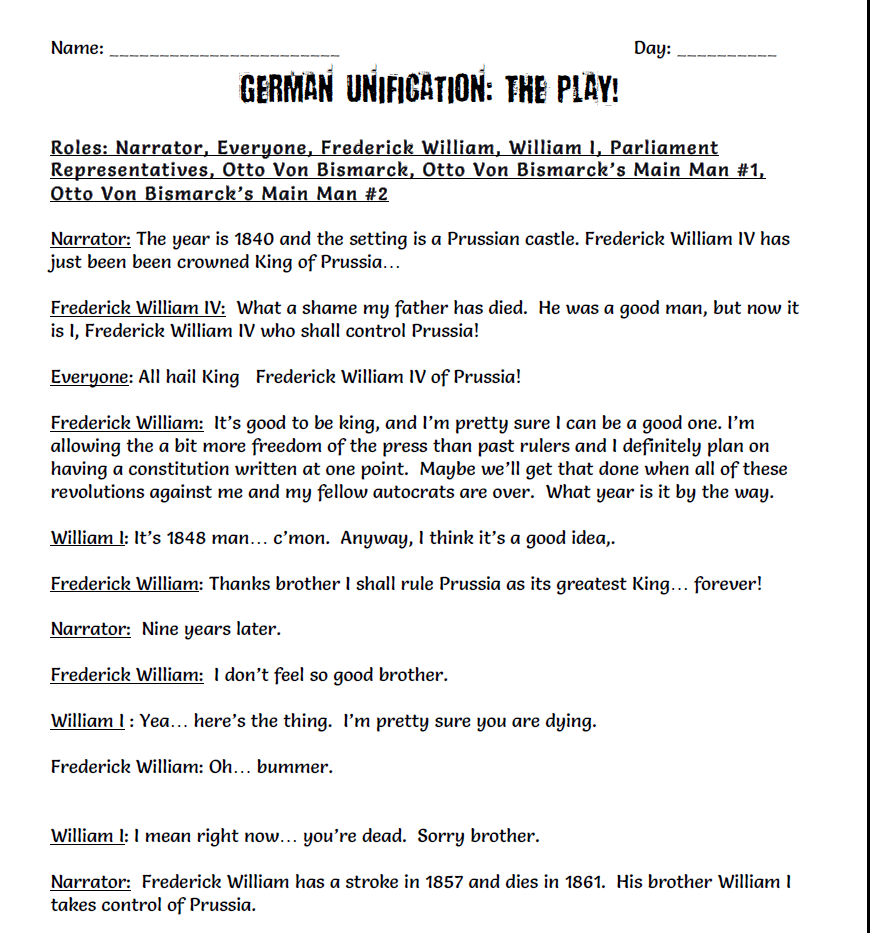 Name: _______________________ Day: __________
GERMAN UNIFICATION: THE PLAY!
Roles: Narrator, Everyone, Frederick William, William I, Parliament
Representatives, Otto Von Bismarck, Otto Von Bismarck's Main Man #1,
Otto Von Bismarck's Main Man #2
Narrator: The year is 1840 and the setting is a Prussian castle. Frederick William IV has
just been been crowned King of Prussia…
Frederick William IV: What a shame my father has died. He was a good man, but now it
is I, Frederick William IV who shall control Prussia!
Everyone: All hail King Frederick William IV of Prussia!
Frederick William: It's good to be king, and I'm pretty sure I can be a good one. I'm
allowing the a bit more freedom of the press than past rulers and I definitely plan on
having a constitution written at one point. Maybe we'll get that done when all of these
revolutions against me and my fellow autocrats are over. What year is it by the way.
William I: It's 1848 man… c'mon. Anyway, I think it's a good idea,.
Frederick William: Thanks brother I shall rule Prussia as its greatest King… forever!
Narrator: Nine years later.
Frederick William: I don't feel so good brother.
William I : Yea… here's the thing. I'm pretty sure you are dying.
Frederick William: Oh… bummer.
William I: I mean right now… you're dead. Sorry brother.
Narrator: Frederick William has a stroke in 1857 and dies in 1861. His brother William I
takes control of Prussia.